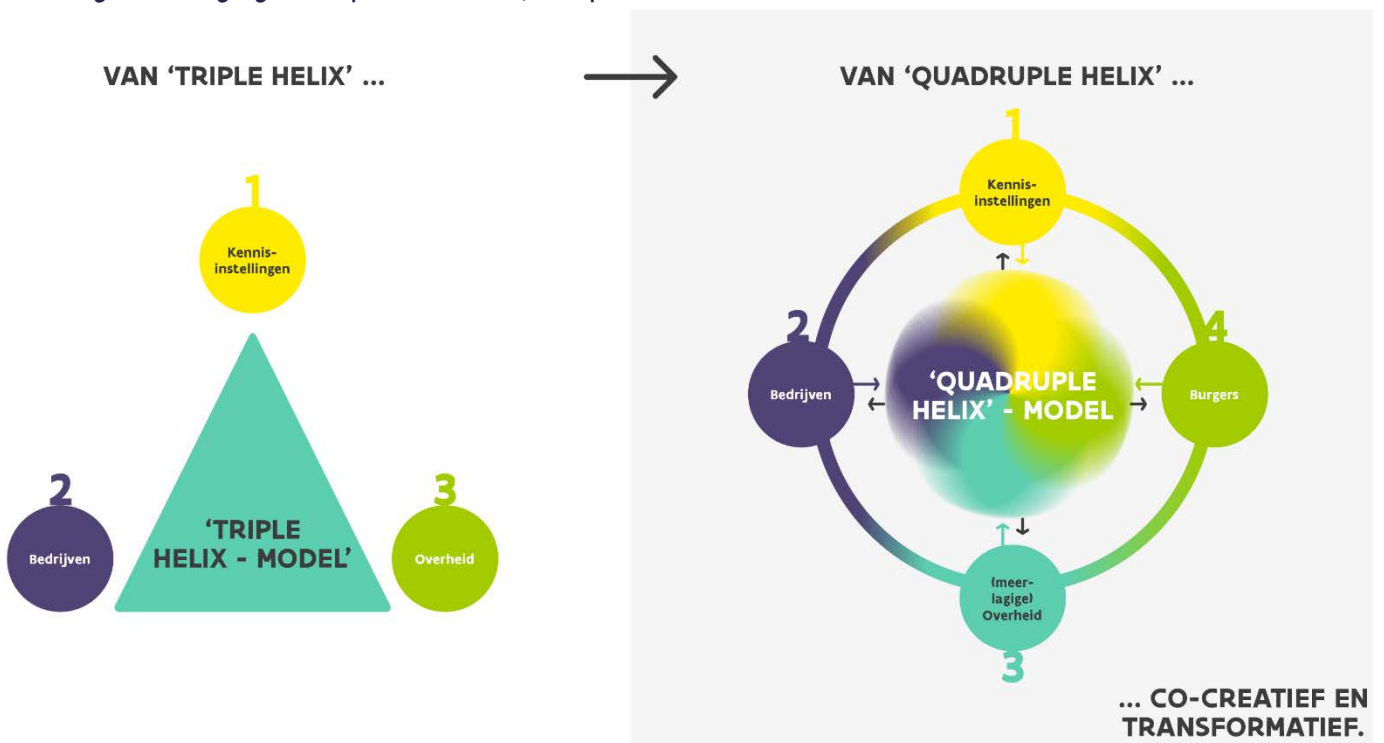 VAN ‘TRIPLE HELIX’ ...
1
Kennis-
instellingen
2
Bedrijven
3
Overheid
‘TRIPLE
HELIX - MODEL’
VAN ‘QUADRUPLE HELIX’ ...
1
Kennis-
instellingen
2
Bedrijven
4
Burgers
‘QUADRUPLE
HELIX’ - MODEL
(meer-
lagige)
Overheid
3
... CO-CREATIEF EN
TRANSFORMATIEF.